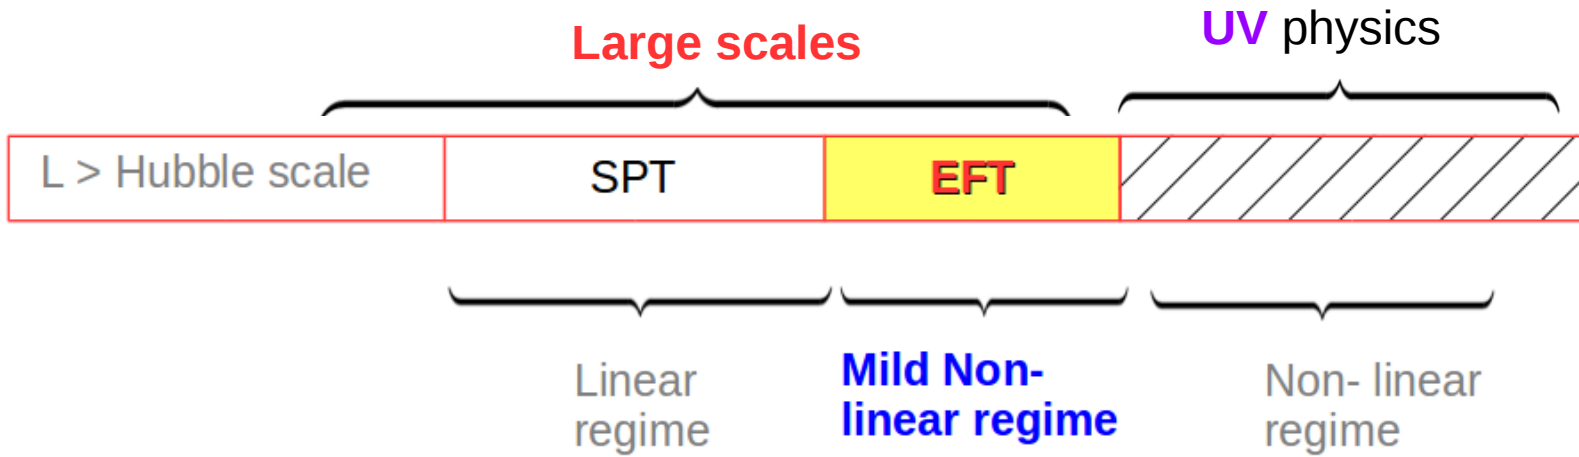 Large scales
UV physics
L > Hubble scale
SPT
EFT
Linear
regime
Mild Non-
linear regime
Non- linear
regime